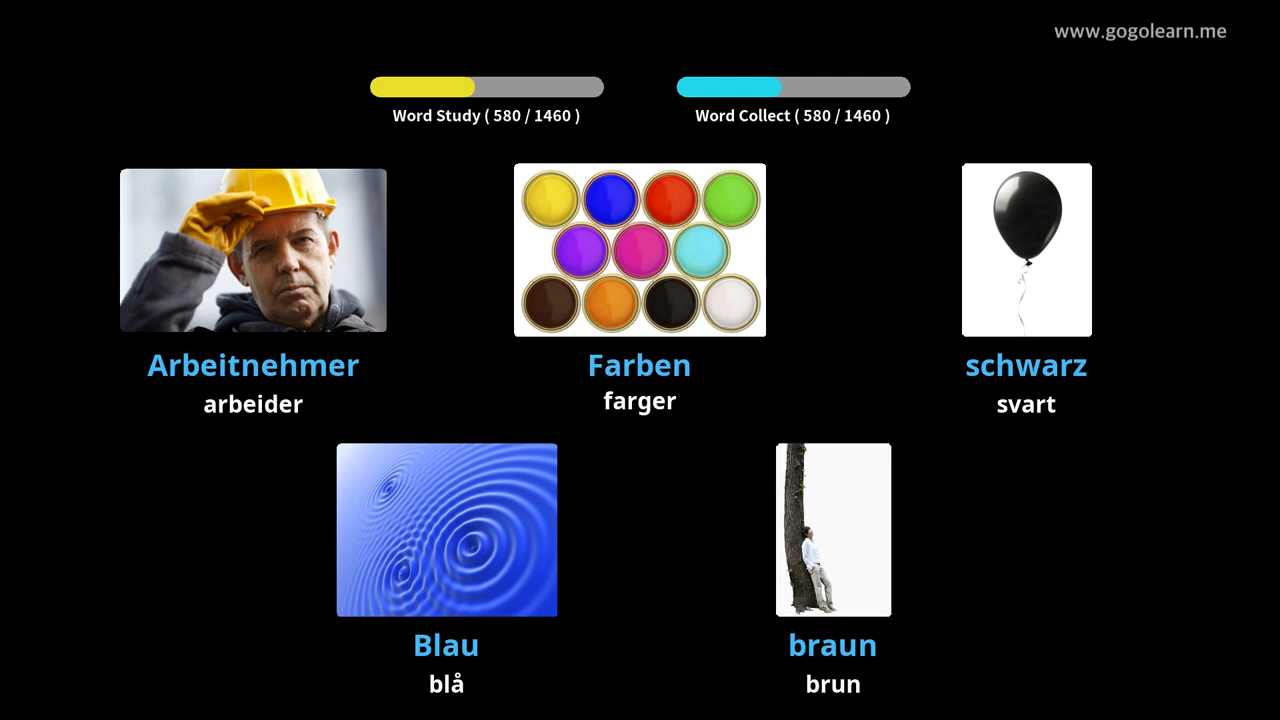 www.gogolearn.me
Word Study ( 580 / 1460 )
Word Collect ( 580 / 1460 )
Arbeitnehmer
arbeider
Farben
farger
schwarz
svart
Blau
blå
braun
brun